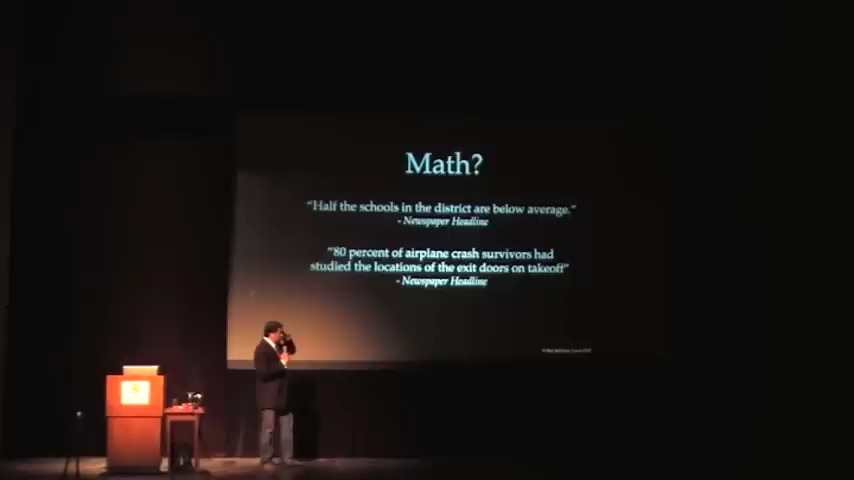 Math?
"Half the schools in the district are below average."
- Newspaper Headline
"80 percent of airplane crash survivors had
studied the locations of the exit doors on takeoff"
- Newspaper Headline